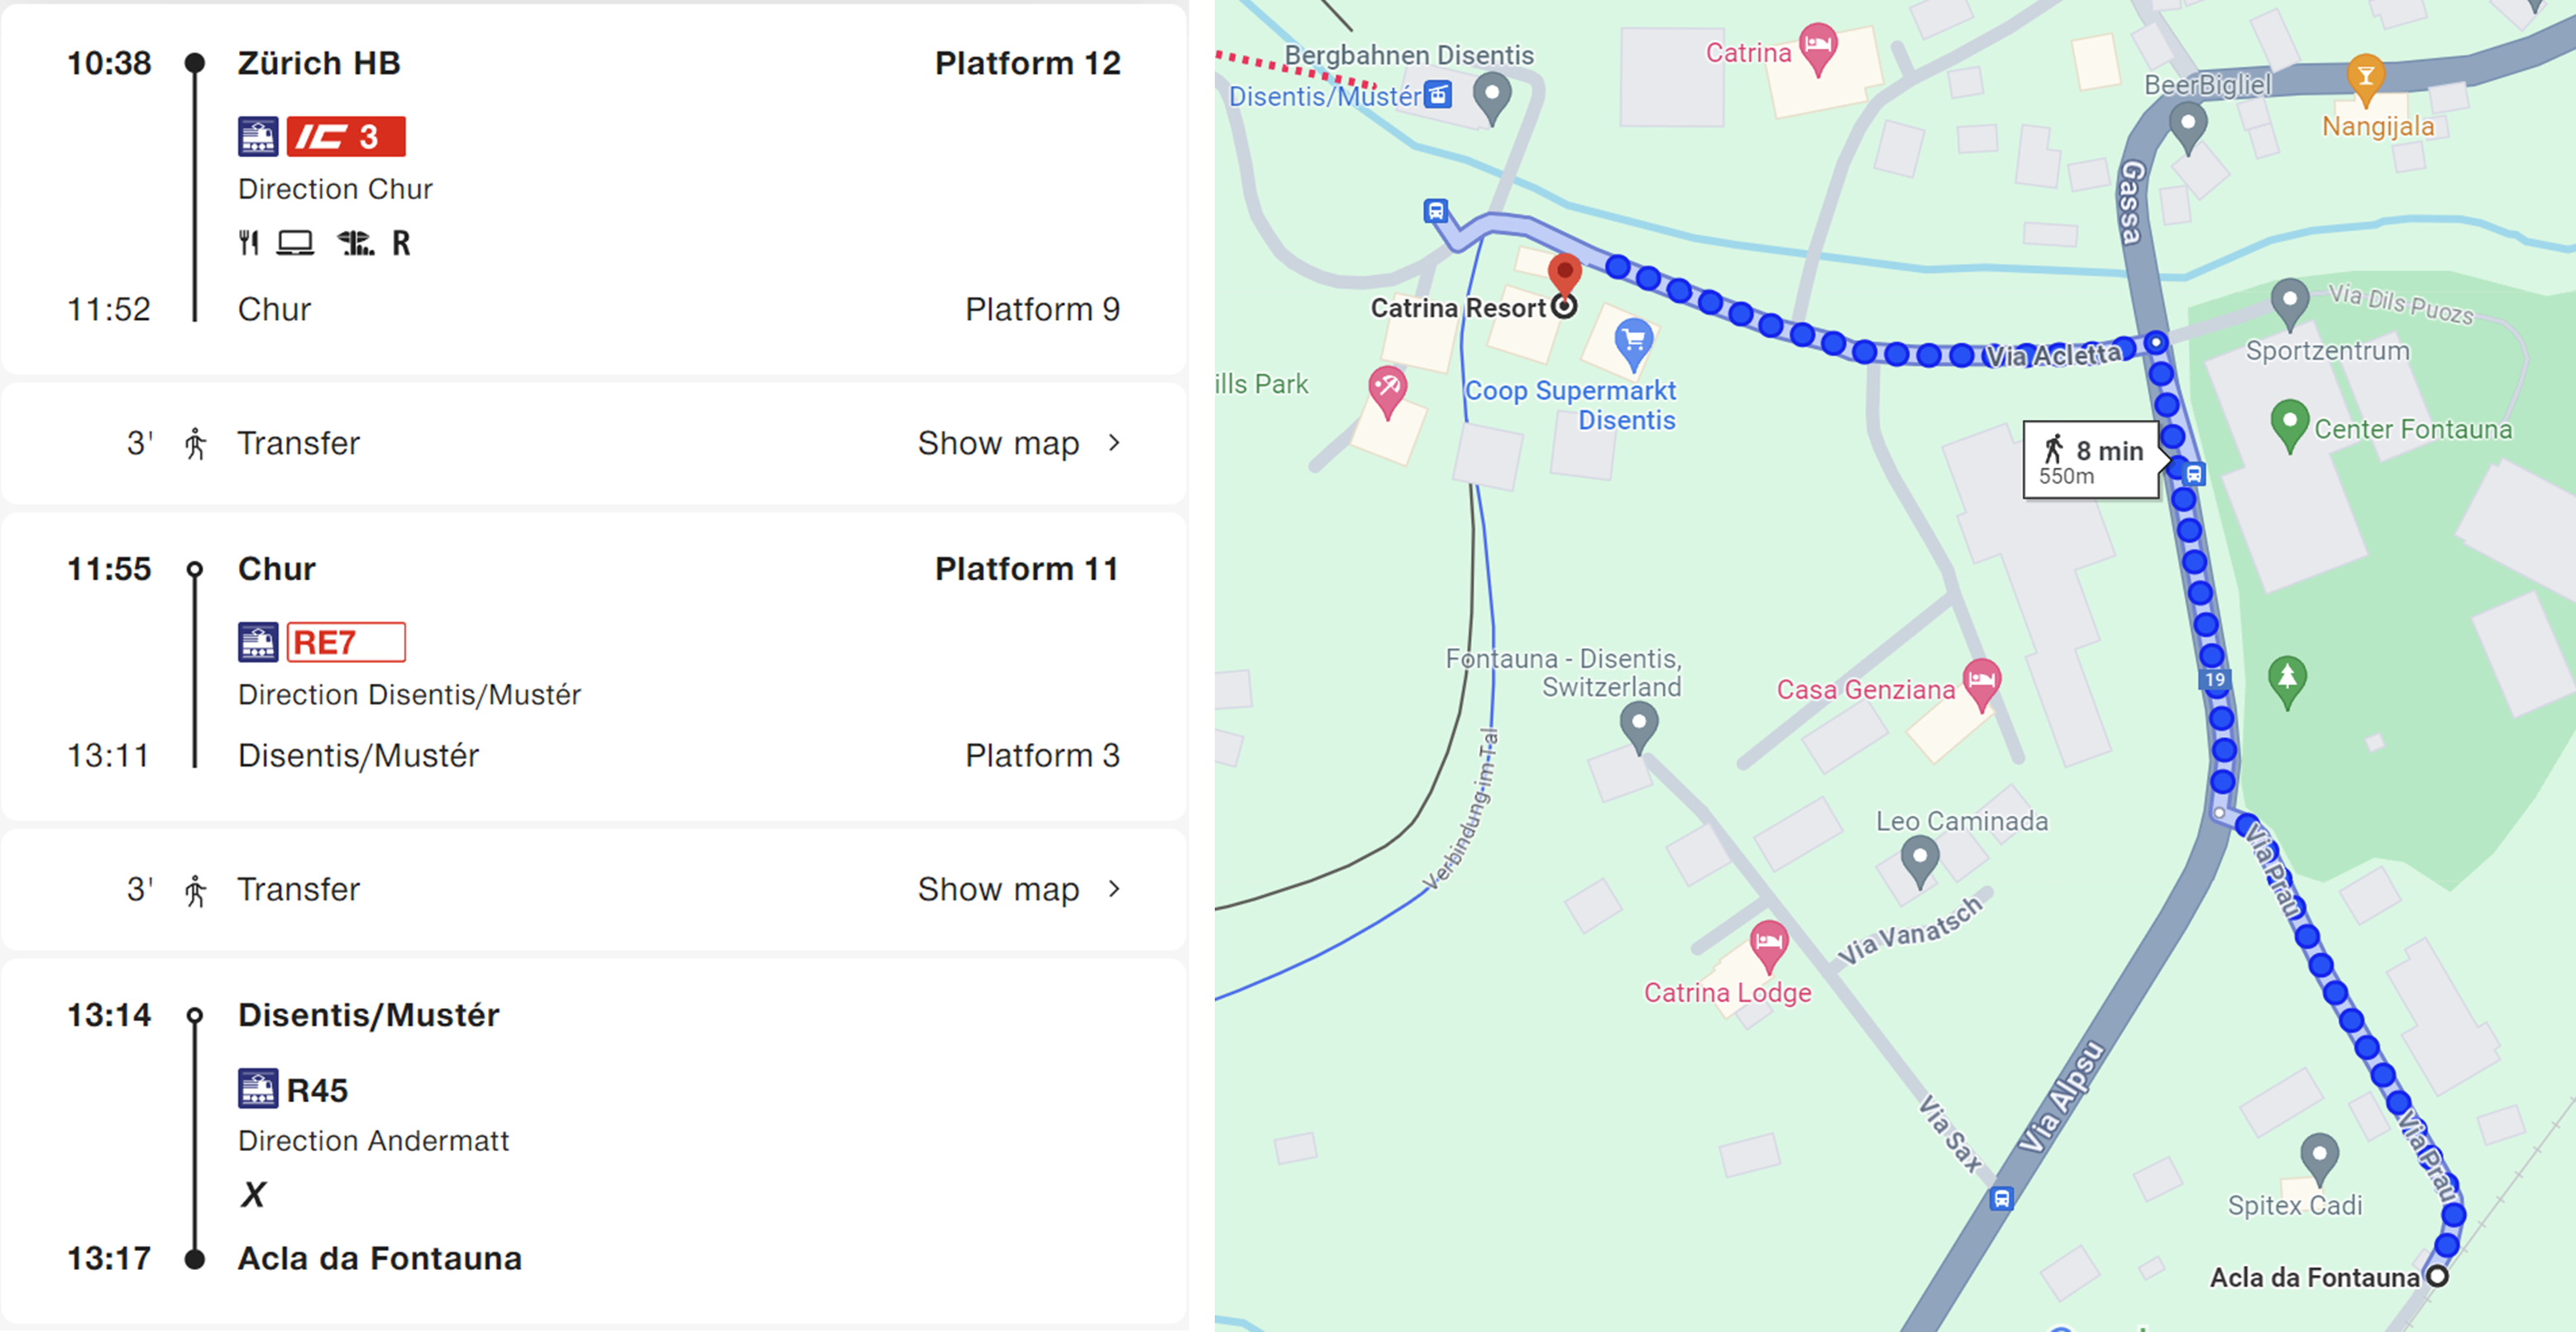 10:38 Zürich HB Platform 12
IC 3
Direction Chur
R
11:52 Chur Platform 9
3' Transfer Show map
11:55 Chur Platform 11
RE7
Direction Disentis/Mustér
13:11 Disentis/Mustér Platform 3
3' Transfer Show map
13:14 Disentis/Mustér
R45
Direction Andermatt
X
13:17 Acla da Fontauna
Bergbahnen Disentis
Disentis/Mustér
Catrina
BeerBigliel
Nangijala
Gassa
Catrina Resort
Via Dils Puozs
Sportzentrum
Via Acletta
ills Park
Coop Supermarkt
Disentis
Center Fontauna
8 min
550m
Fontauna - Disentis,
Switzerland
Casa Genziana
19
Verbindung im Tal
Leo Caminada
Via Prau
Via Vanatsch
Catrina Lodge
Via Alpsu
Via Sax
Via Prau
Spitex Cadi
Acla da Fontauna